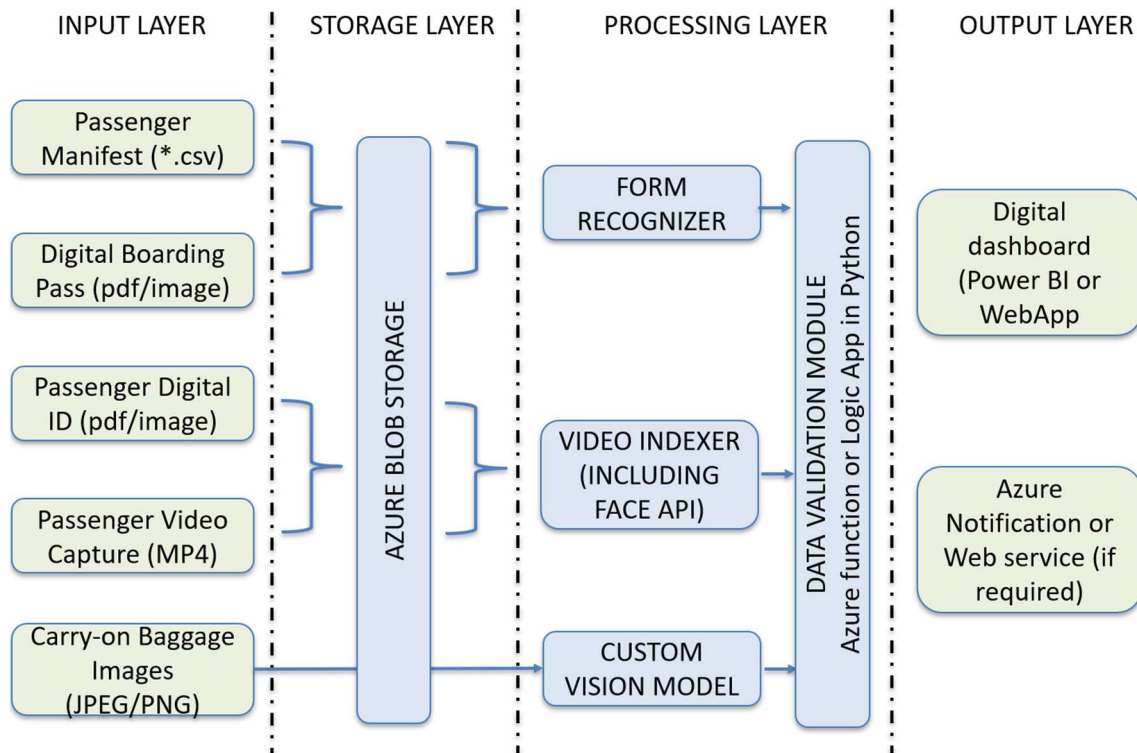 INPUT LAYER
STORAGE LAYER
PROCESSING LAYER
OUTPUT LAYER
Passenger
Manifest (*.csv)
Digital Boarding
Pass (pdf/image)
Passenger Digital
ID (pdf/image)
Passenger Video
Capture (MP4)
Carry-on Baggage
Images
(JPEG/PNG)
AZURE BLOB STORAGE
FORM
RECOGNIZER
VIDEO INDEXER
(INCLUDING
FACE API)
CUSTOM
VISION MODEL
DATA VALIDATION MODULE
Azure function or Logic App in Python
Digital
dashboard
(Power BI or
WebApp
Azure
Notification or
Web service (if
required)